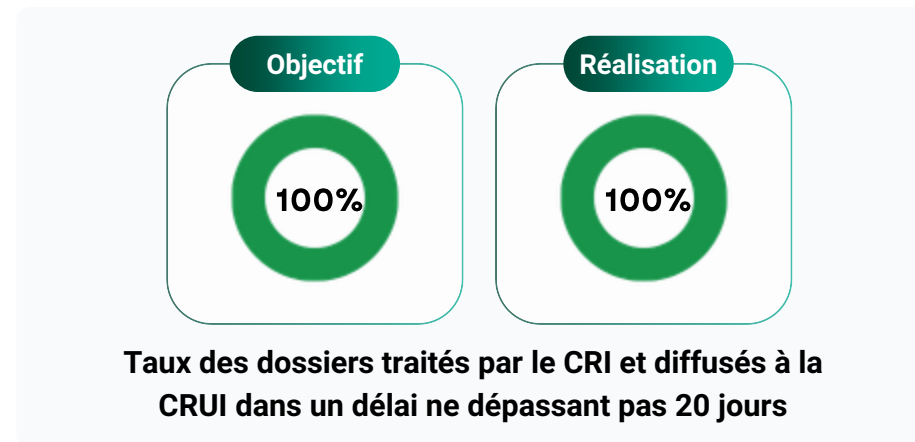 Objectif
Réalisation
100%
100%
Taux des dossiers traités par le CRI et diffusés à la
CRUI dans un délai ne dépassant pas 20 jours